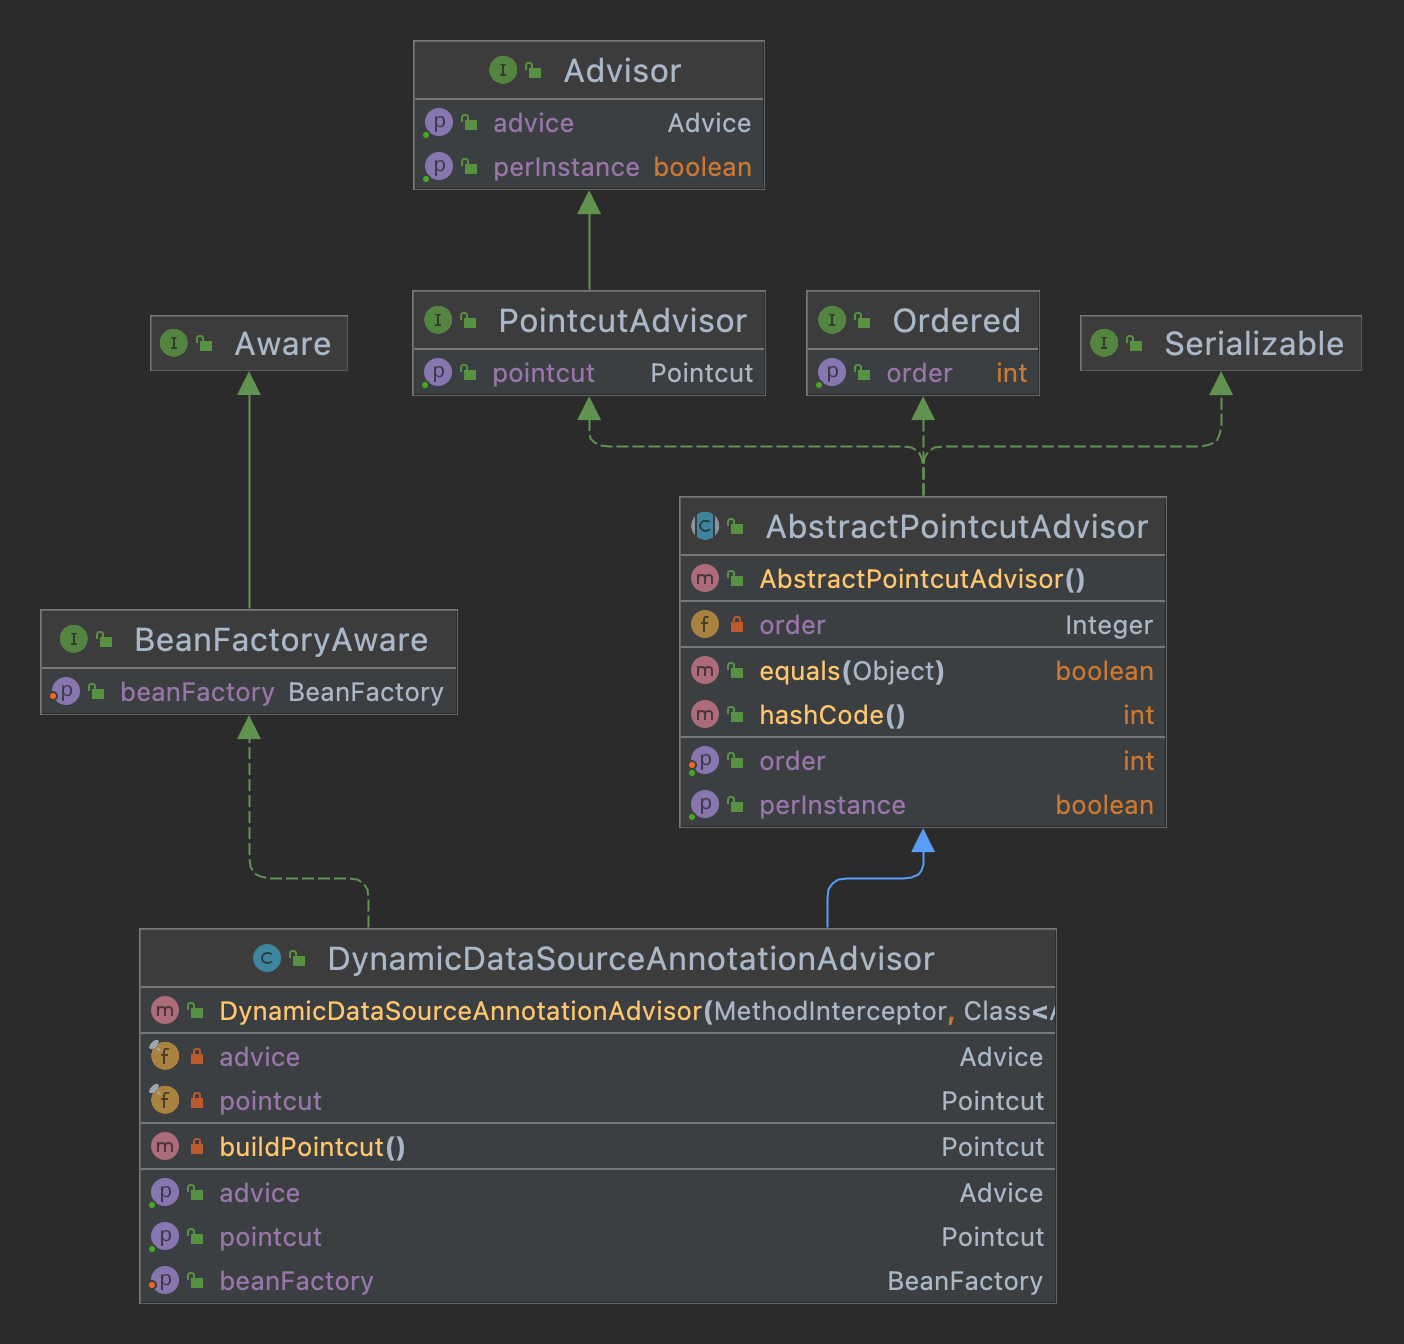 Advisor
advice Advice
perInstance boolean
Aware
PointcutAdvisor
pointcut Pointcut
Ordered
order int
Serializable
BeanFactoryAware
beanFactory BeanFactory
AbstractPointcutAdvisor
AbstractPointcutAdvisor()
order Integer
equals(Object) boolean
hashCode() int
order int
perInstance boolean
DynamicDataSourceAnnotationAdvisor
DynamicDataSourceAnnotationAdvisor(MethodInterceptor, Class<
advice Advice
pointcut Pointcut
buildPointcut() Pointcut
advice Advice
pointcut Pointcut
beanFactory BeanFactory